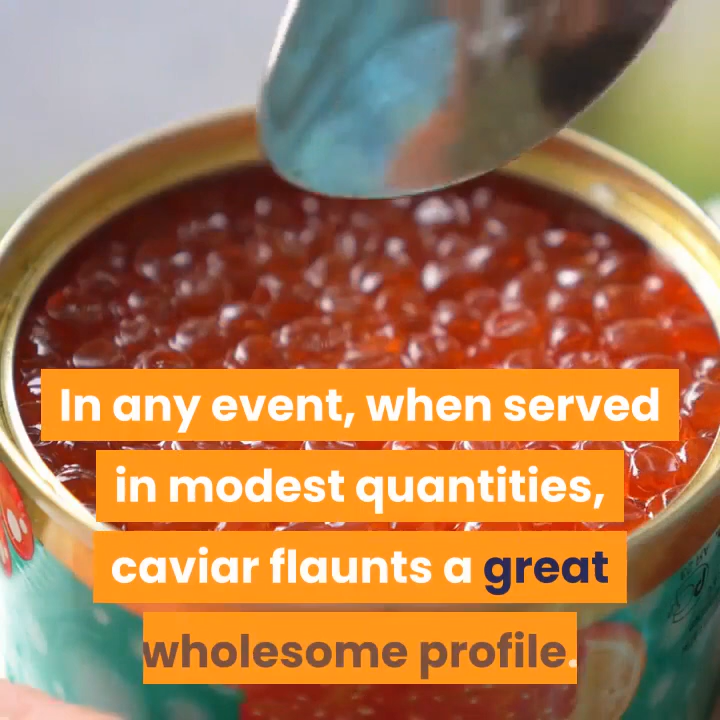 In any event, when served
in modest quantities,
caviar flaunts a great
wholesome profile.